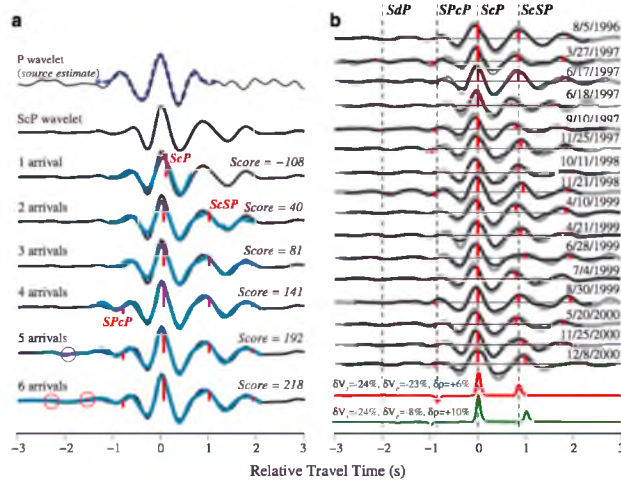 a
P wavelet
(source estimate)
ScP wavelet
ScP
1 arrival
Score = −108
ScSP
2 arrivals
Score = 40
3 arrivals
Score = 81
4 arrivals
Score = 141
SPcP
5 arrivals
Score = 192
6 arrivals
Score = 218
−3 −2 −1 0 1 2 3
b
SdP SPcP ScP ScSP
8/5/1996
3/27/1997
6/17/1997
6/18/1997
9/10/1997
11/25/1997
10/11/1998
11/21/1998
4/10/1999
4/21/1999
6/28/1999
7/4/1999
8/30/1999
5/20/2000
11/25/2000
12/8/2000
δV =-24%, δV =-23%, δρ=+6%
δV =-24%, δV =-8%, δρ=+10%
−3 −2 −1 0 1 2 3
Relative Travel Time (s)